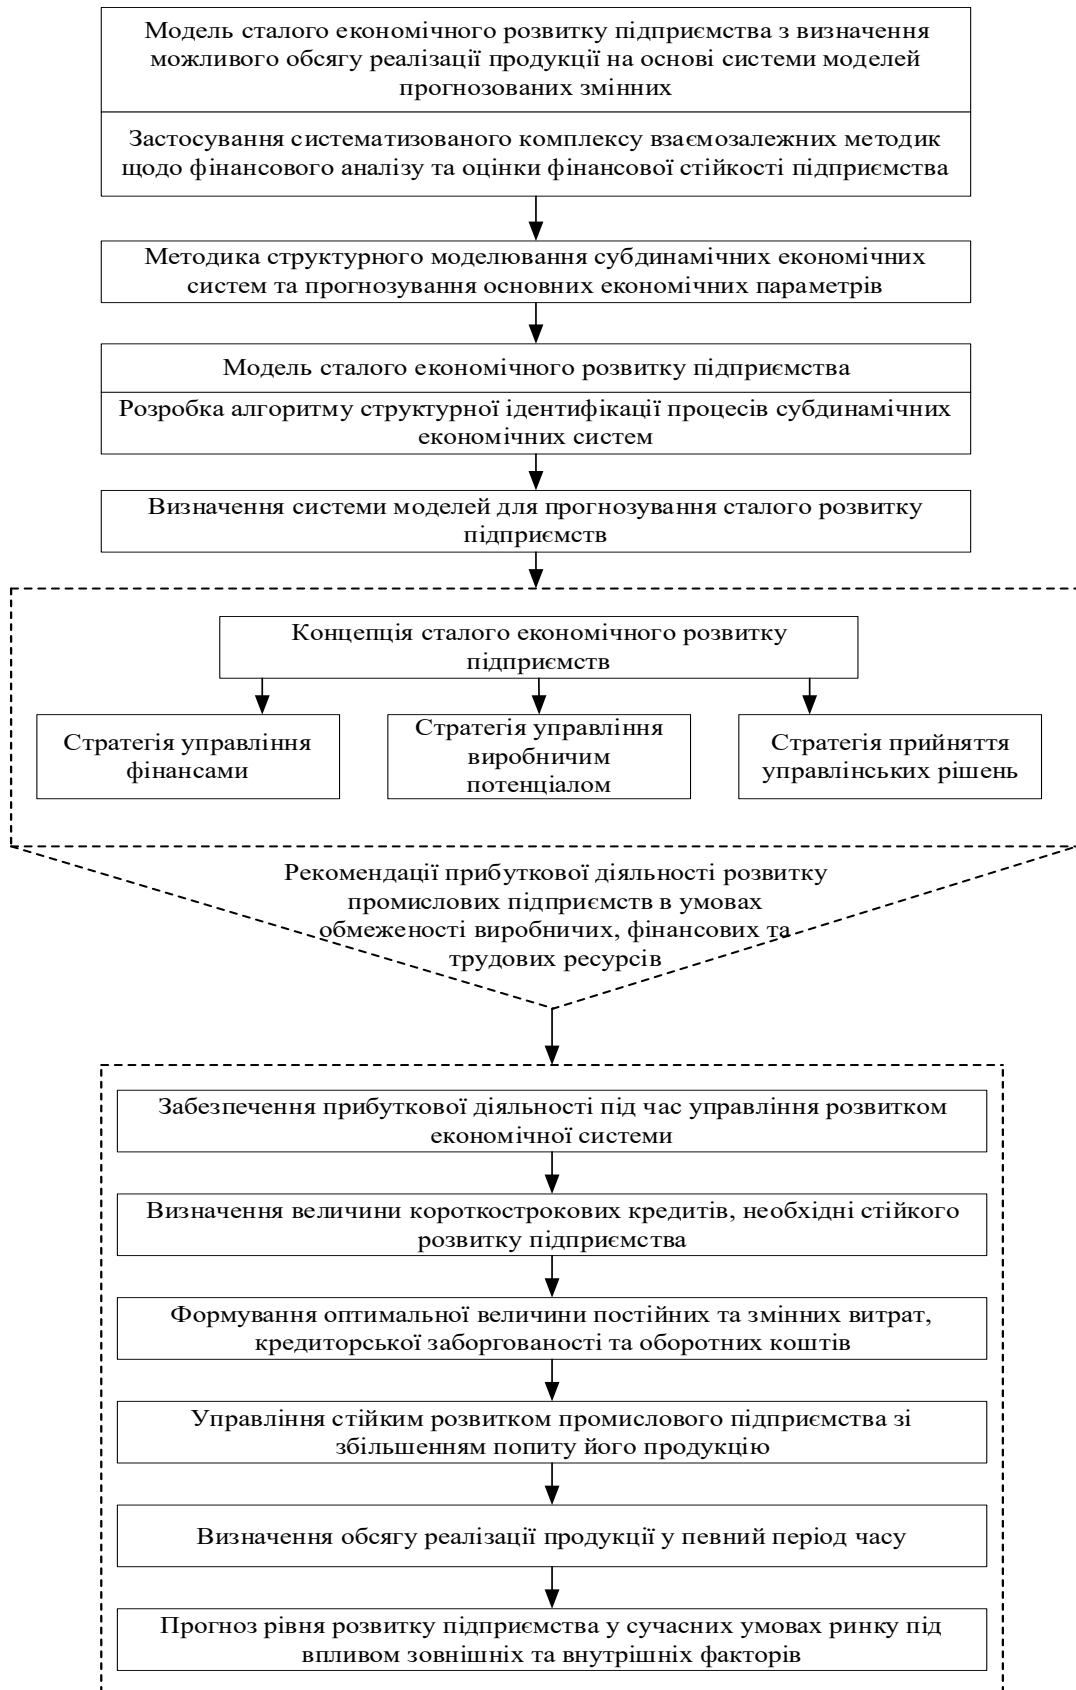 Модель сталого економічного розвитку підприємства з визначення
можливого обсягу реалізації продукції на основі системи моделей
прогнозованих змінних
Застосування систематизованого комплексу взаємозалежних методик
щодо фінансового аналізу та оцінки фінансової стійкості підприємства
Методика структурного моделювання субдинамічних економічних
систем та прогнозування основних економічних параметрів
Модель сталого економічного розвитку підприємства
Розробка алгоритму структурної ідентифікації процесів субдинамічних
економічних систем
Визначення системи моделей для прогнозування сталого розвитку
підприємств
Концепція сталого економічного розвитку
підприємств
Стратегія управління
фінансами
Стратегія управління
виробничим
потенціалом
Стратегія прийняття
управлінських рішень
Рекомендації прибуткової діяльності розвитку
промислових підприємств в умовах
обмеженості виробничих, фінансових та
трудових ресурсів
Забезпечення прибуткової діяльності під час управління розвитком
економічної системи
Визначення величини короткострокових кредитів, необхідні стійкого
розвитку підприємства
Формування оптимальної величини постійних та змінних витрат,
кредиторської заборгованості та оборотних коштів
Управління стійким розвитком промислового підприємства зі
збільшенням попиту його продукцію
Визначення обсягу реалізації продукції у певний період часу
Прогноз рівня розвитку підприємства у сучасних умовах ринку під
впливом зовнішніх та внутрішніх факторів